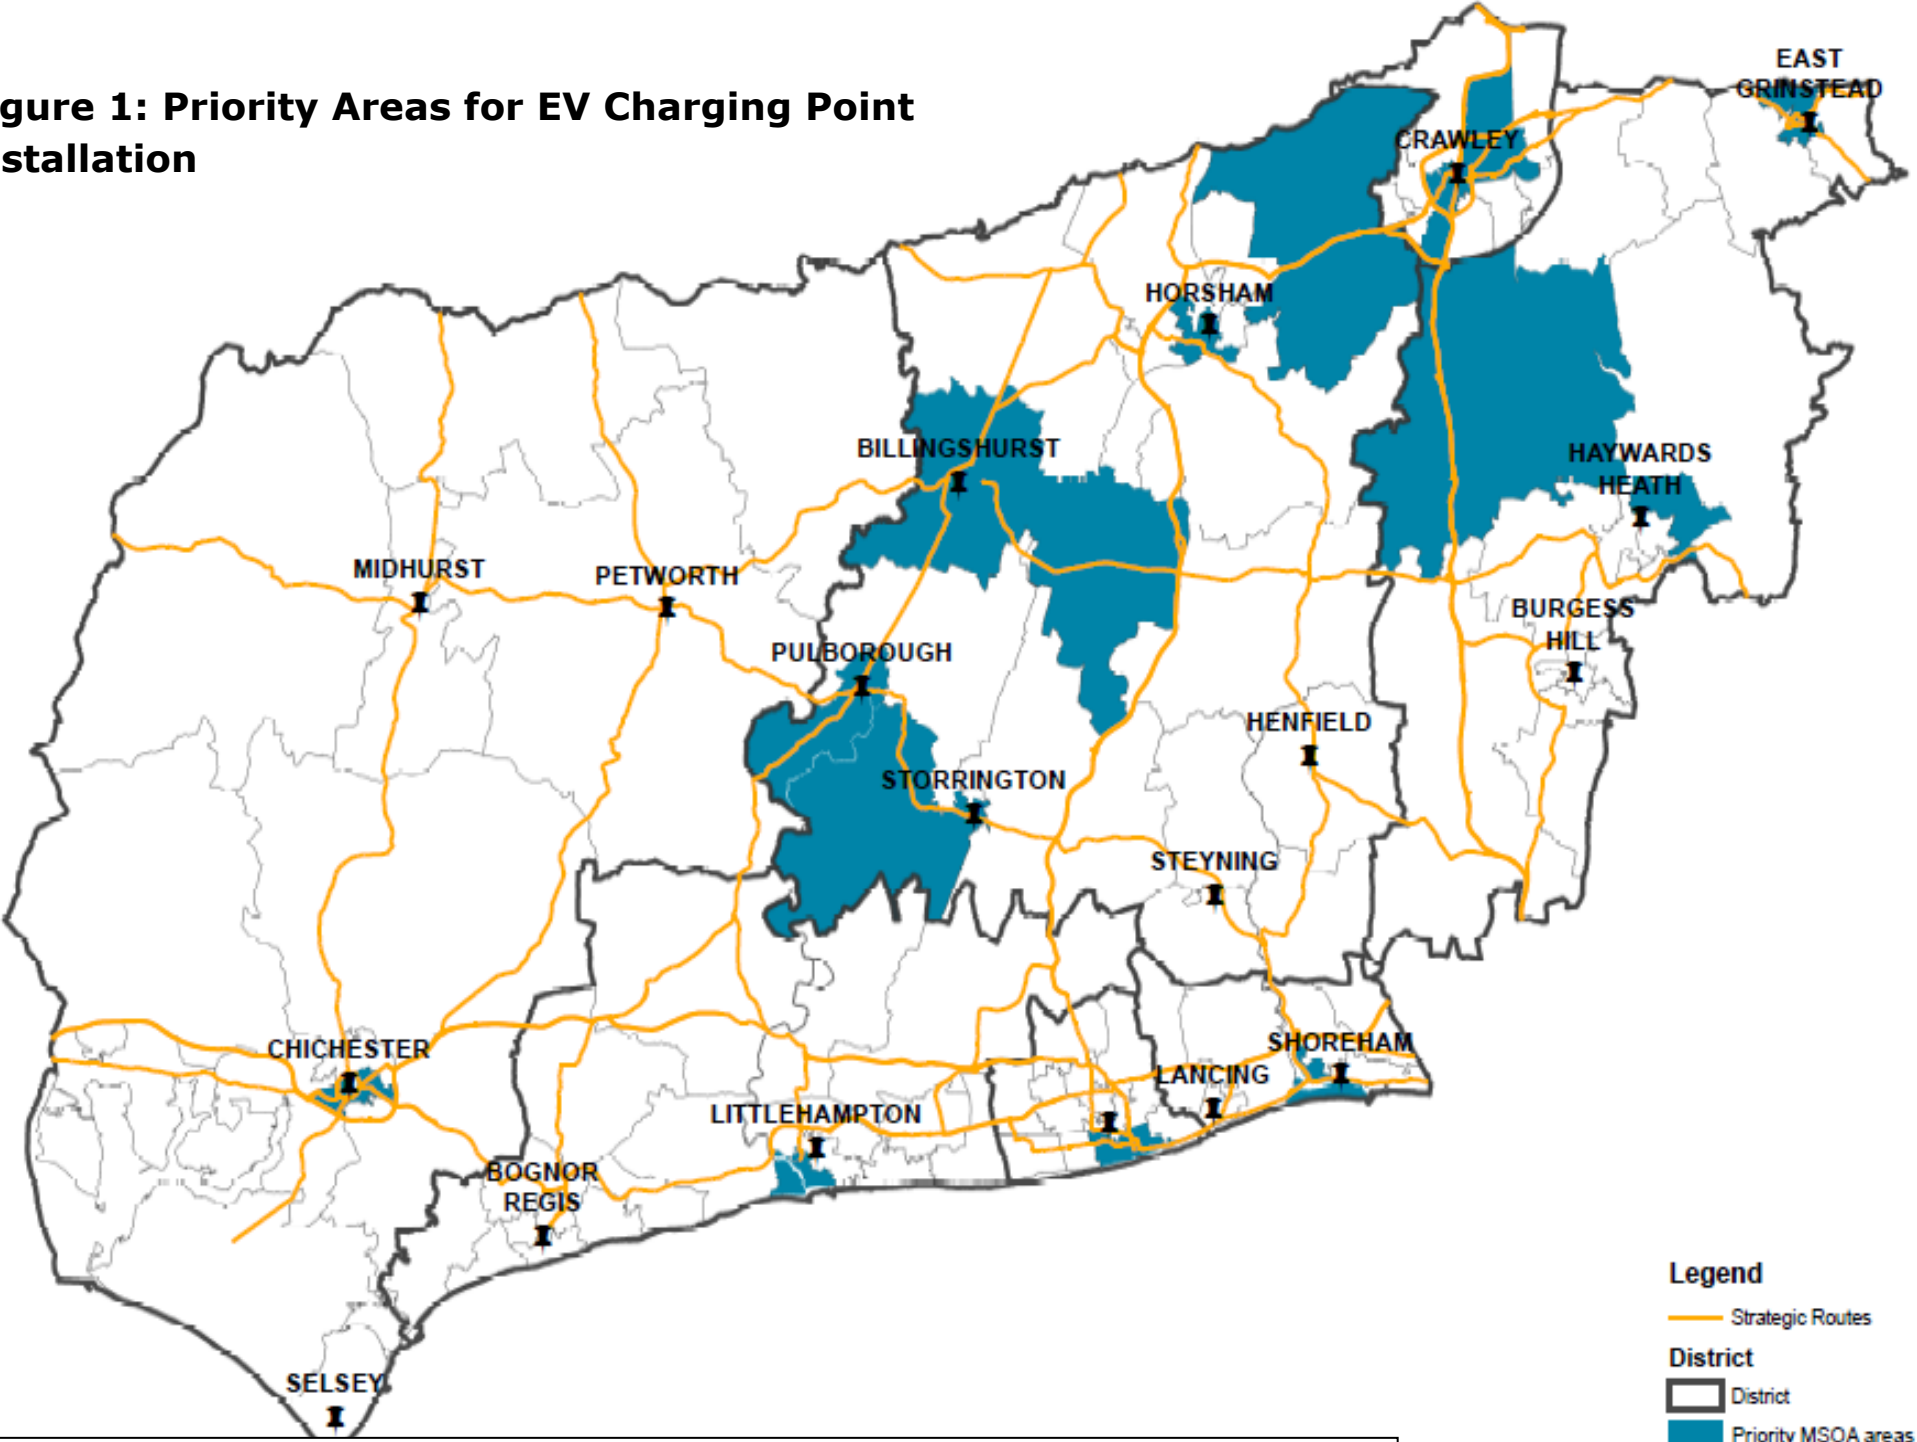 gure 1: Priority Areas for EV Charging Point
stallation
EAST
GRINSTEAD
CRAWLEY
HORSHAM
BILLINGSHURST
HAYWARDS
HEATH
MIDHURST
PETWORTH
BURGESS
HILL
PULBOROUGH
HENFIELD
STORRINGTON
STEYNING
CHICHESTER
SHOREHAM
LANCING
LITTLEHAMPTON
BOGNOR
REGIS
SELSEY
Legend
Strategic Routes
District
District
Priority MSOA areas